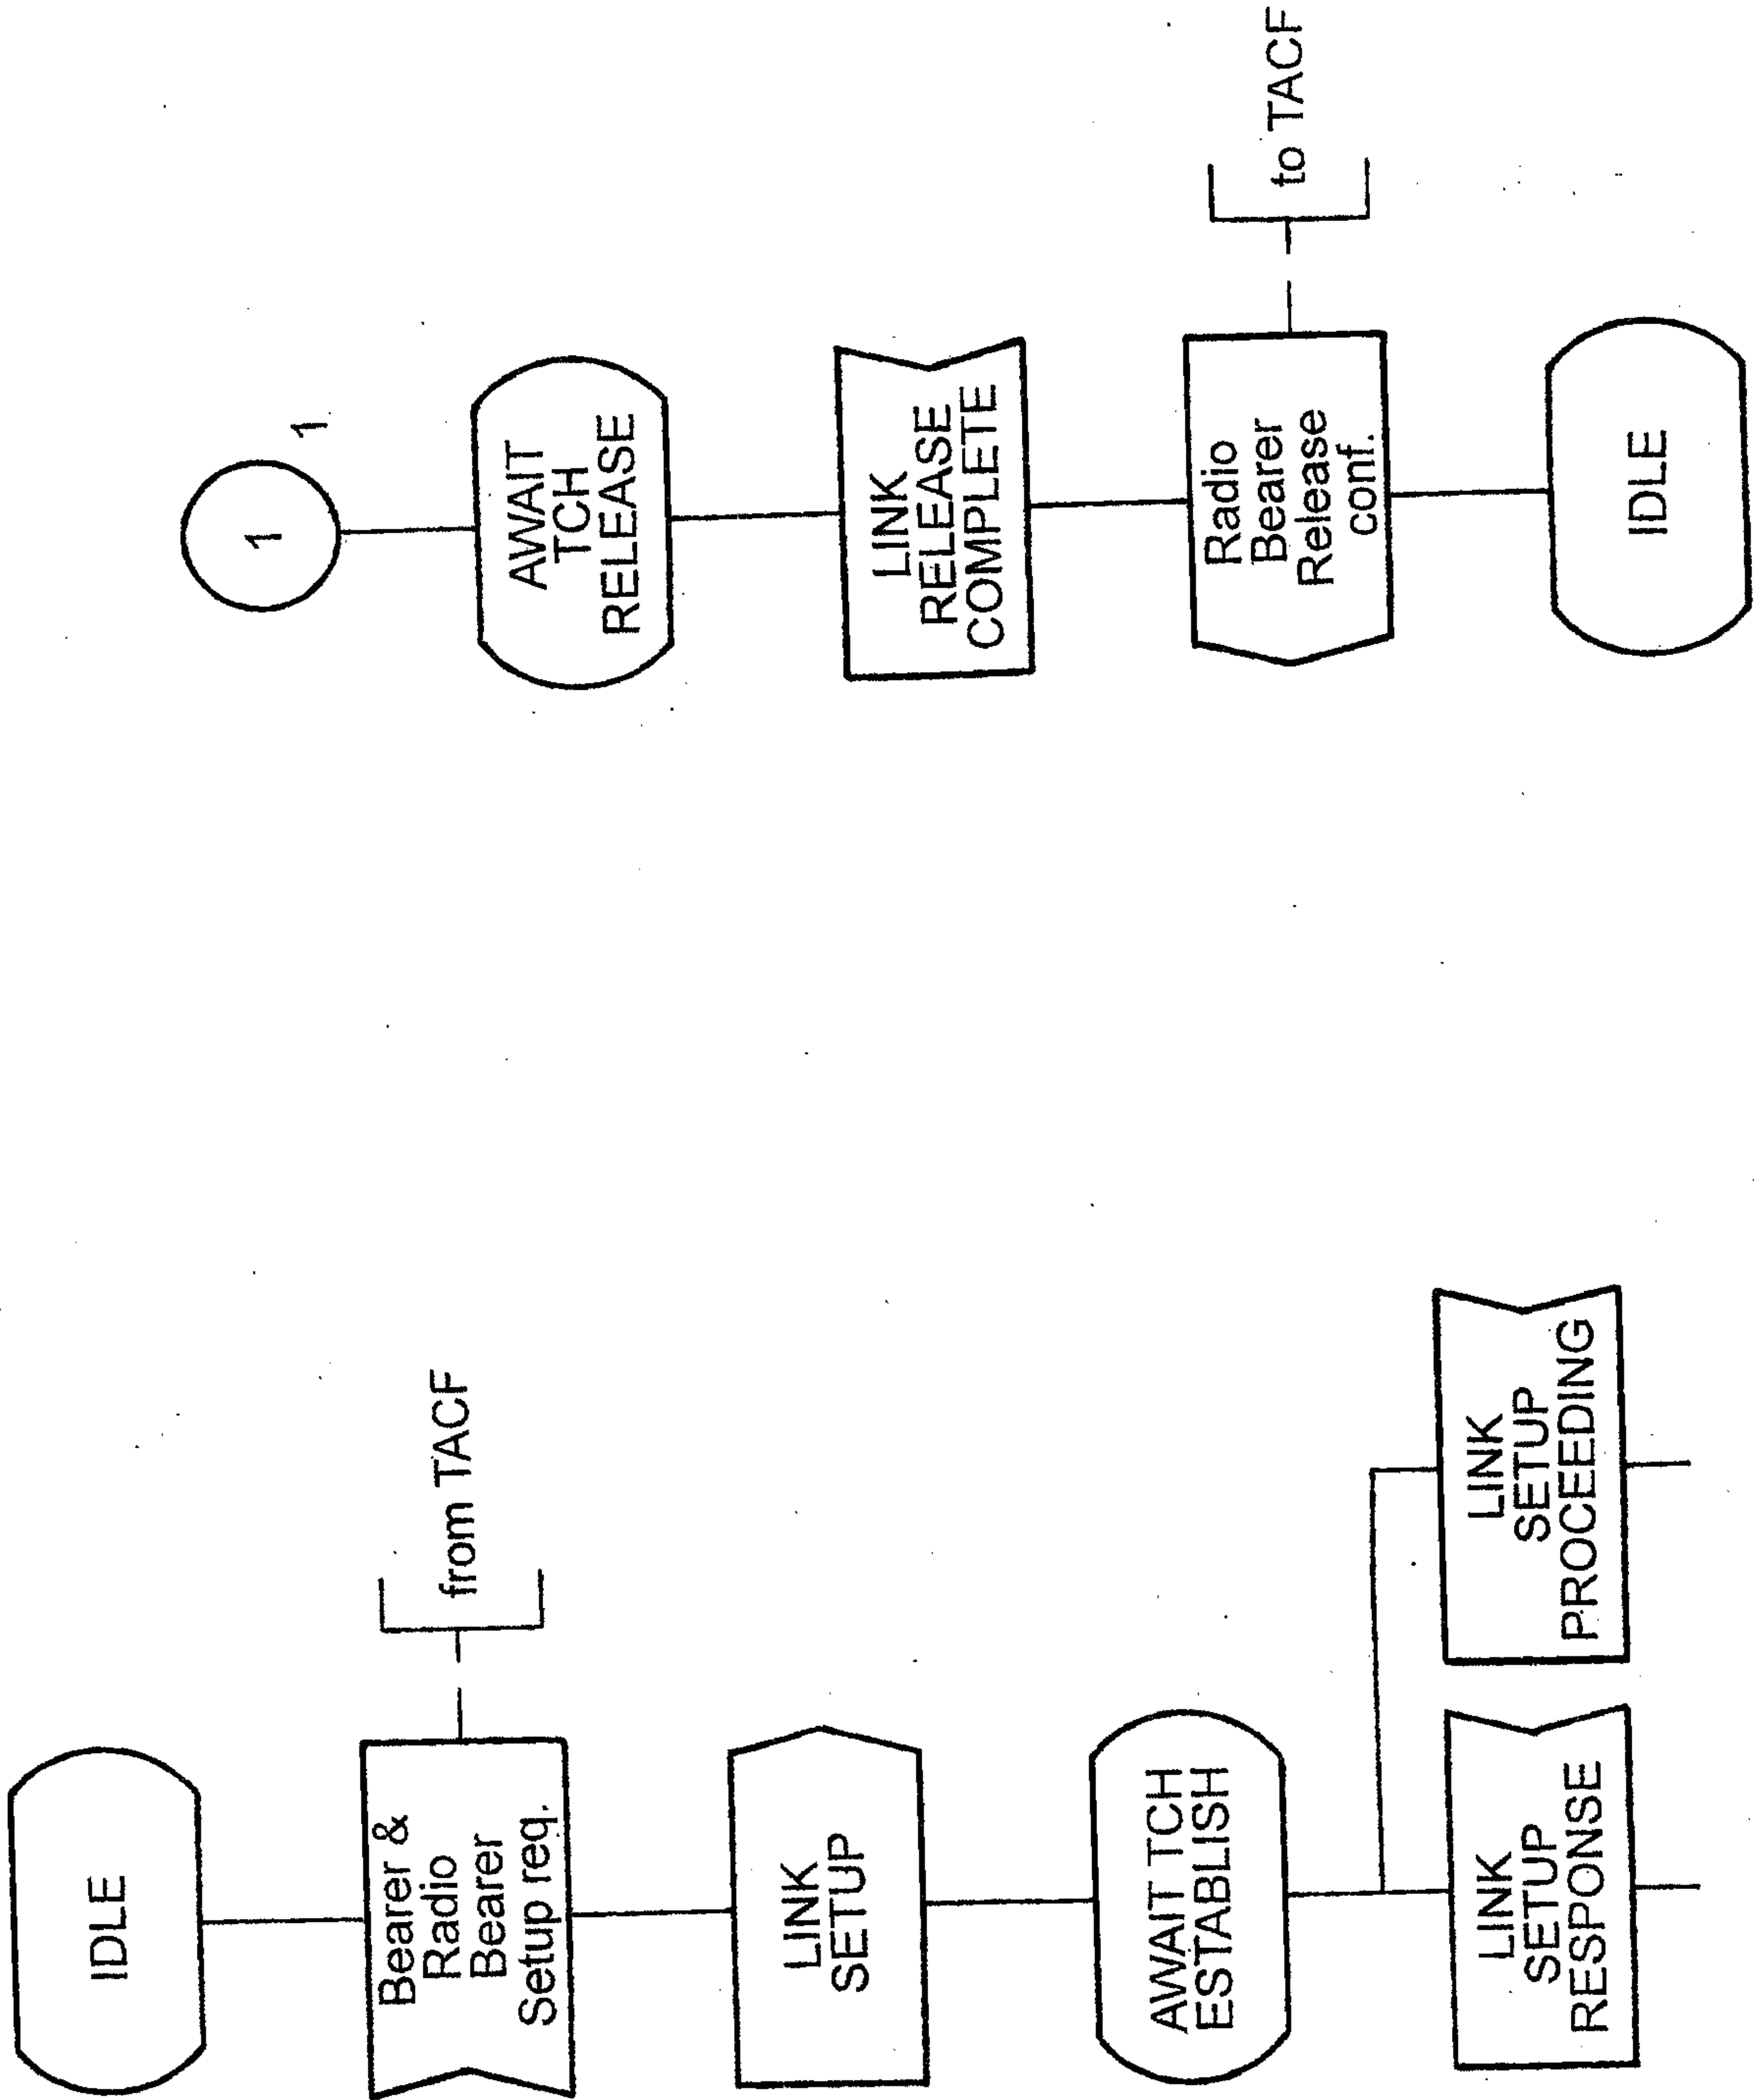 IDLE
Bearer &
Radio
Bearer
Setup req.
from TACF
LINK
SETUP
AWAIT TCH
ESTABLISH
LINK
SETUP
RESPONSE
LINK
SETUP
PROCEEDING
1
1
AWAIT
TCH
RELEASE
LINK
RELEASE
COMPLETE
Radio
Bearer
Release
conf.
to TACF
IDLE